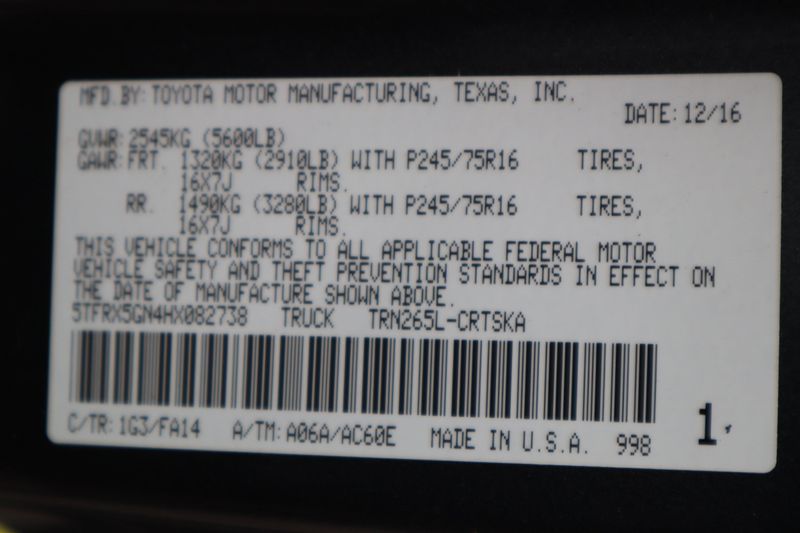 MFD. BY: TOYOTA MOTOR MANUFACTURING, TEXAS, INC.
DATE: 12/16
GVWR: 2545KG (5600LB)
GAWR: FRT. 1320KG (2910LB) WITH P245/75R16 TIRES,
16X7J RIMS.
RR. 1490KG (3280LB) WITH P245/75R16 TIRES,
16X7J RIMS.
THIS VEHICLE CONFORMS TO ALL APPLICABLE FEDERAL MOTOR
VEHICLE SAFETY AND THEFT PREVENTION STANDARDS IN EFFECT ON
THE DATE OF MANUFACTURE SHOWN ABOVE.
5TFRX5GN4HX082738 TRUCK TRN265L-CRTSKA
C/TR: 1G3/FA14 A/TM: A06A/AC60E MADE IN U.S.A. 998
1